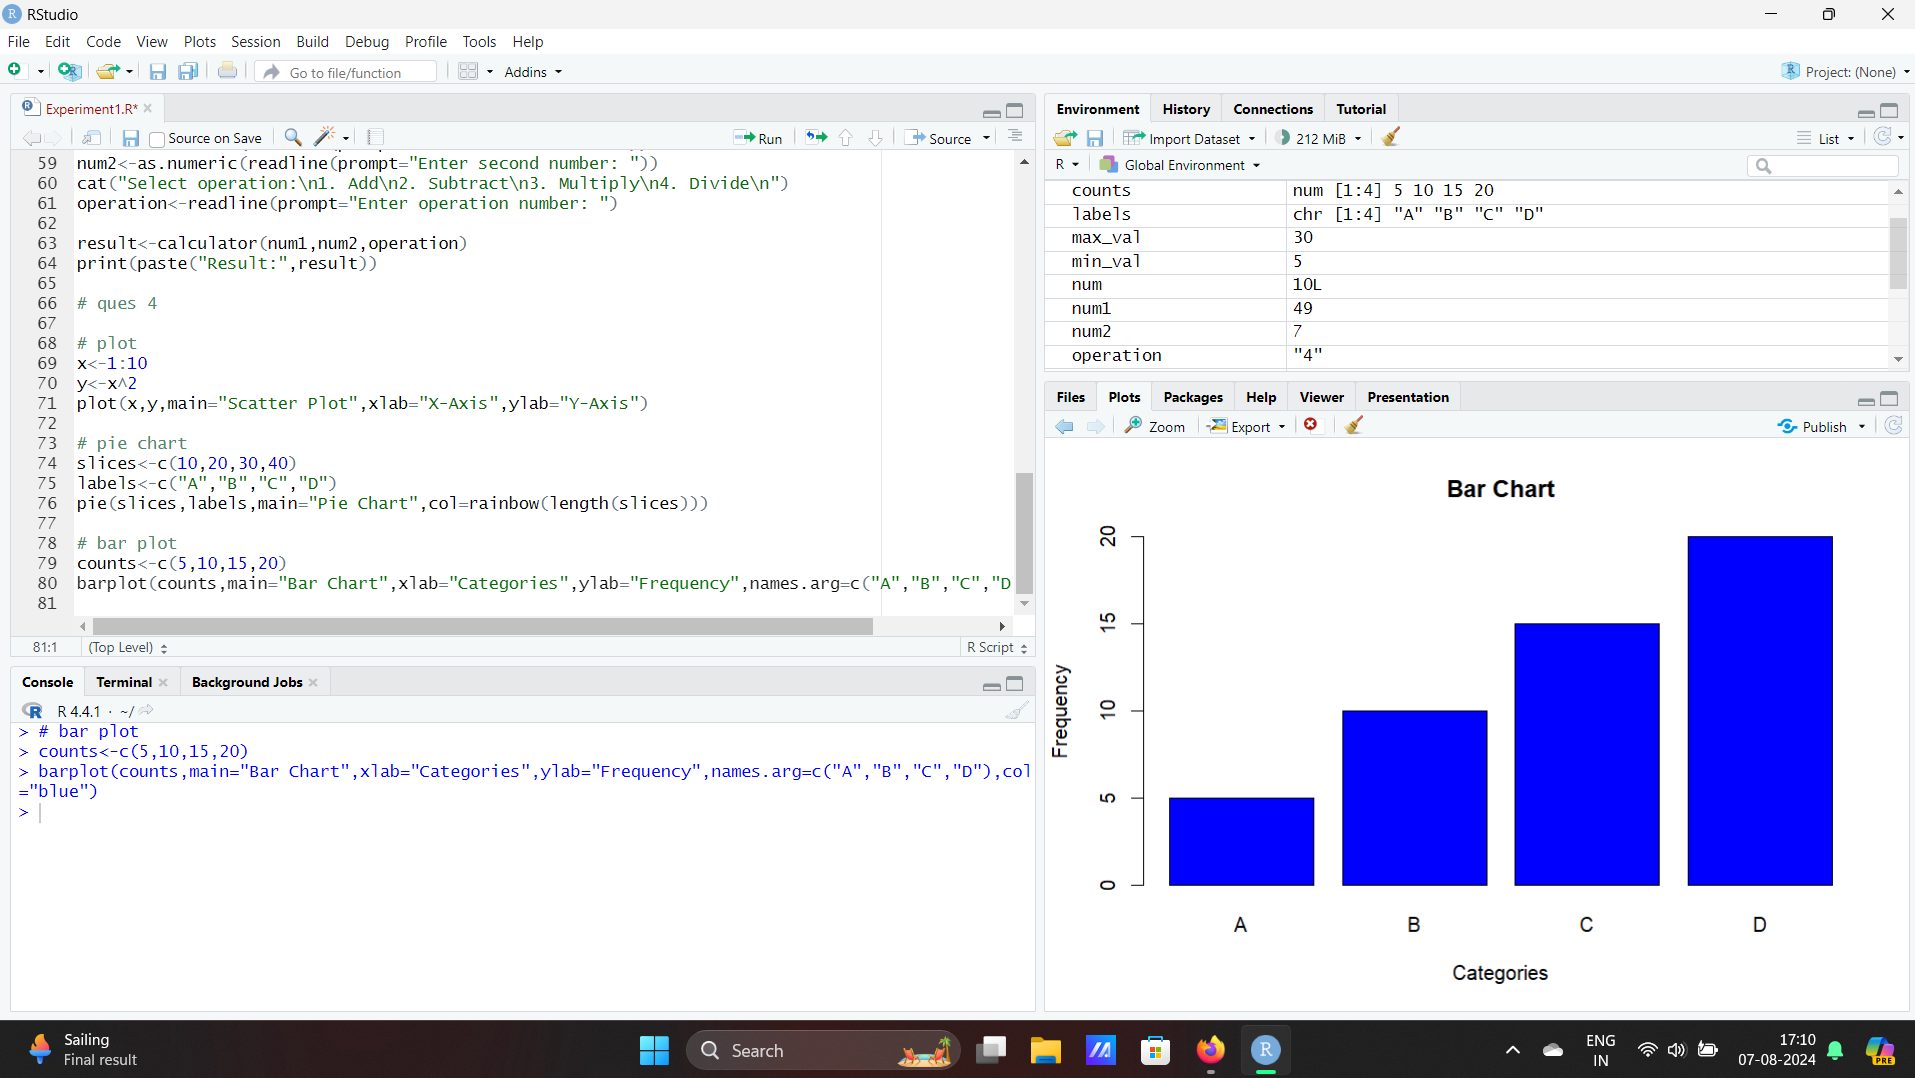 RStudio
File Edit Code View Plots Session Build Debug Profile Tools Help
Go to file/function
Addins
Project: (None)
Experiment1.R*
Source on Save
Run
Source
59 num2<-as.numeric(readline(prompt="Enter second number: "))
60 cat("Select operation:\n1. Add\n2. Subtract\n3. Multiply\n4. Divide\n")
61 operation<-readline(prompt="Enter operation number: ")
62
63 result<-calculator(num1,num2,operation)
64 print(paste("Result:",result))
65
66 # ques 4
67
68 # plot
69 x<-1:10
70 y<-x^2
71 plot(x,y,main="Scatter Plot",xlab="X-Axis",ylab="Y-Axis")
72
73 # pie chart
74 slices<-c(10,20,30,40)
75 labels<-c("A","B","C","D")
76 pie(slices,labels,main="Pie Chart",col=rainbow(length(slices)))
77
78 # bar plot
79 counts<-c(5,10,15,20)
80 barplot(counts,main="Bar Chart",xlab="Categories",ylab="Frequency",names.arg=c("A","B","C","D
81
81:1 (Top Level) R Script
Console Terminal Background Jobs
R 4.4.1 · ~/
> # bar plot
> counts<-c(5,10,15,20)
> barplot(counts,main="Bar Chart",xlab="Categories",ylab="Frequency",names.arg=c("A","B","C","D"),col
="blue")
>
Environment History Connections Tutorial
Import Dataset 212 MiB List
R Global Environment
counts num [1:4] 5 10 15 20
labels chr [1:4] "A" "B" "C" "D"
max_val 30
min_val 5
num 10L
num1 49
num2 7
operation "4"
Files Plots Packages Help Viewer Presentation
Zoom Export Publish
Bar Chart
20
15
10
5
0
Frequency
A B C D
Categories
Sailing
Final result
Search
ENG
IN
17:10
07-08-2024
PRE